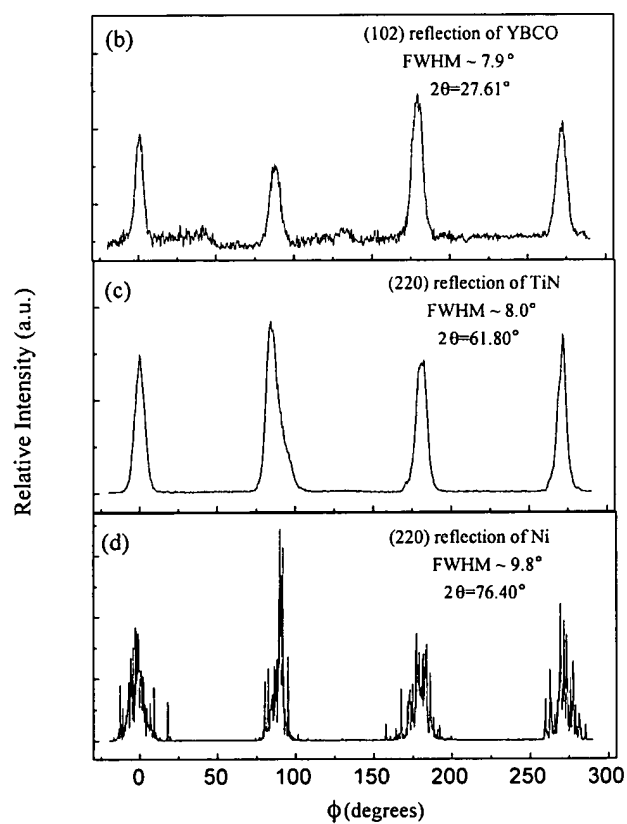 (b)
(102) reflection of YBCO
FWHM ~ 7.9°
2θ=27.61°
(c)
(220) reflection of TiN
FWHM ~ 8.0°
2θ=61.80°
(d)
(220) reflection of Ni
FWHM ~ 9.8°
2θ=76.40°
Relative Intensity (a.u.)
0 50 100 150 200 250 300
ϕ (degrees)